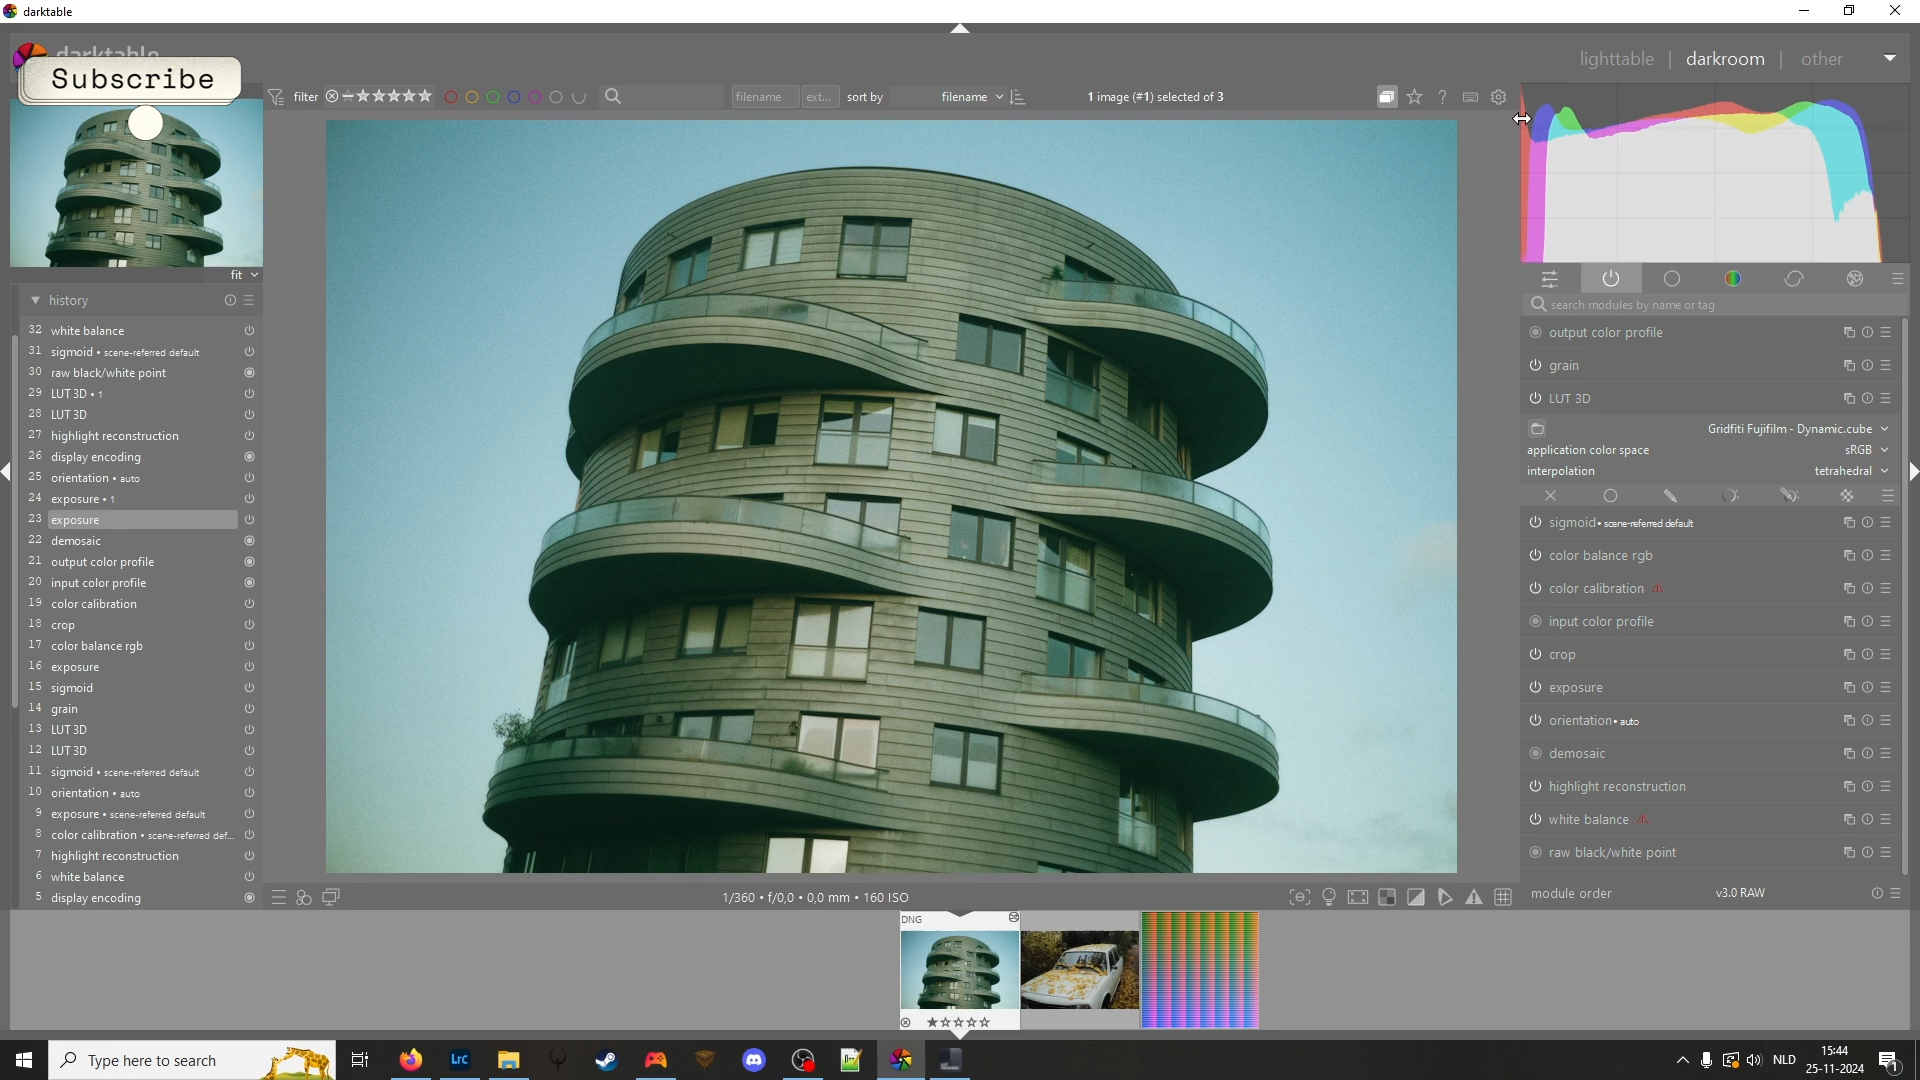 darktable
darktable
Subscribe
lighttable | darkroom | other
filter
filename
ext...
sort by
filename
1 image (#1) selected of 3
fit
history
32 white balance
31 sigmoid • scene-referred default
30 raw black/white point
29 LUT 3D • 1
28 LUT 3D
27 highlight reconstruction
26 display encoding
25 orientation • auto
24 exposure • 1
23 exposure
22 demosaic
21 output color profile
20 input color profile
19 color calibration
18 crop
17 color balance rgb
16 exposure
15 sigmoid
14 grain
13 LUT 3D
12 LUT 3D
11 sigmoid • scene-referred default
10 orientation • auto
9 exposure • scene-referred default
8 color calibration • scene-referred def...
7 highlight reconstruction
6 white balance
5 display encoding
search modules by name or tag
output color profile
grain
LUT 3D
Gridfiti Fujifilm - Dynamic.cube
application color space sRGB
interpolation tetrahedral
sigmoid • scene-referred default
color balance rgb
color calibration
input color profile
crop
exposure
orientation • auto
demosaic
highlight reconstruction
white balance
raw black/white point
module order v3.0 RAW
1/360 • f/0,0 • 0,0 mm • 160 ISO
DNG
Type here to search
Lrc
NLD
15:44
25-11-2024
1